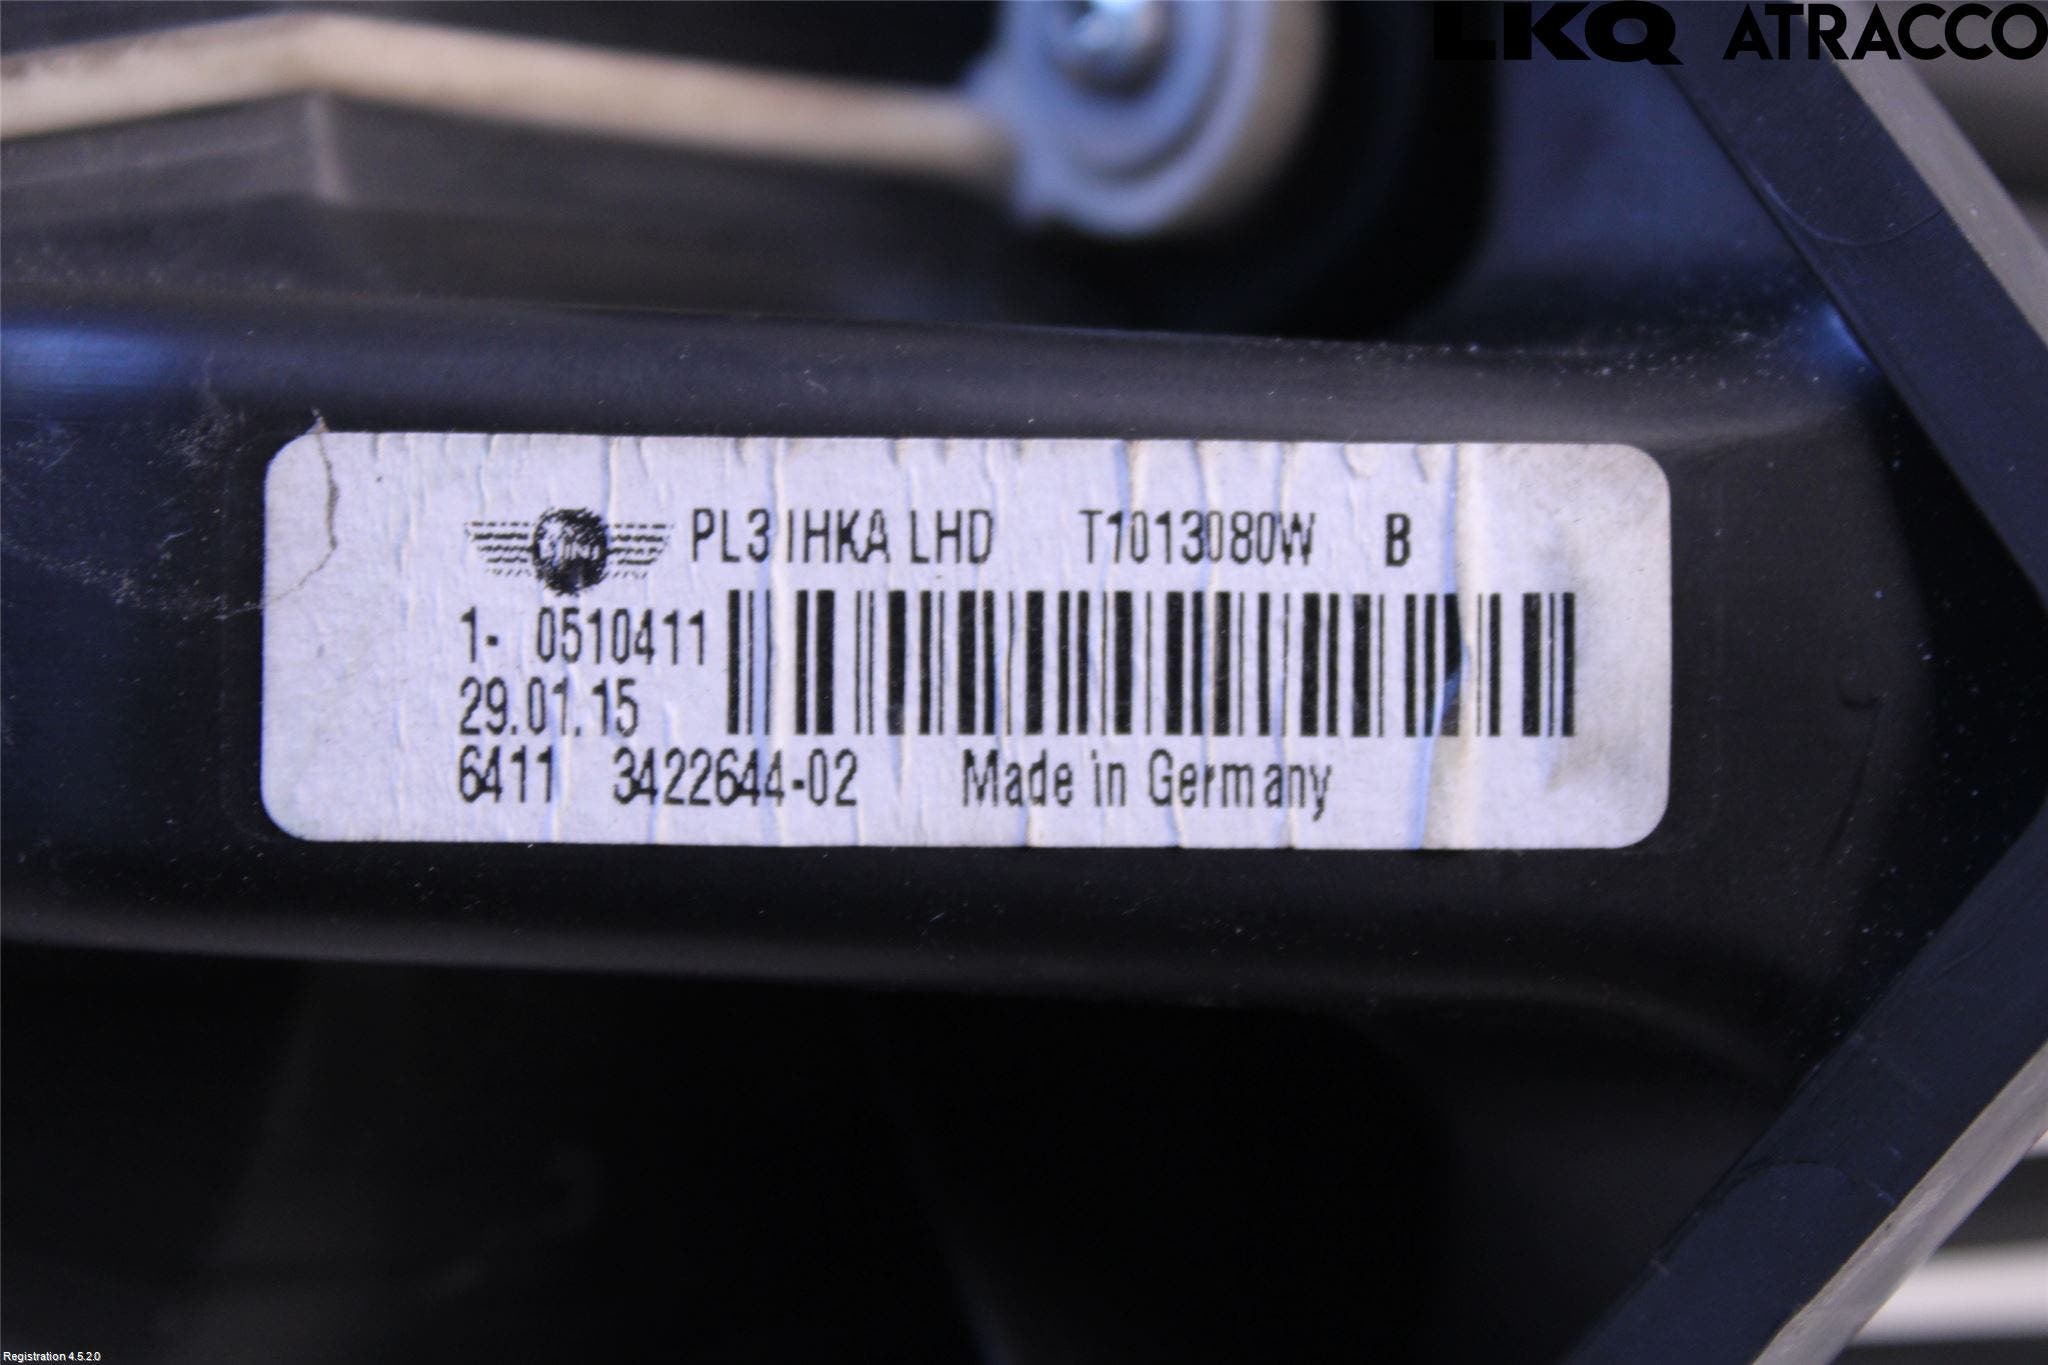 LKQ ATRACCO
MINI PL3 IHKA LHD T1013080W B
1- 0510411
29.01.15
6411 3422644-02 Made in Germany
Registration 4.5.2.0